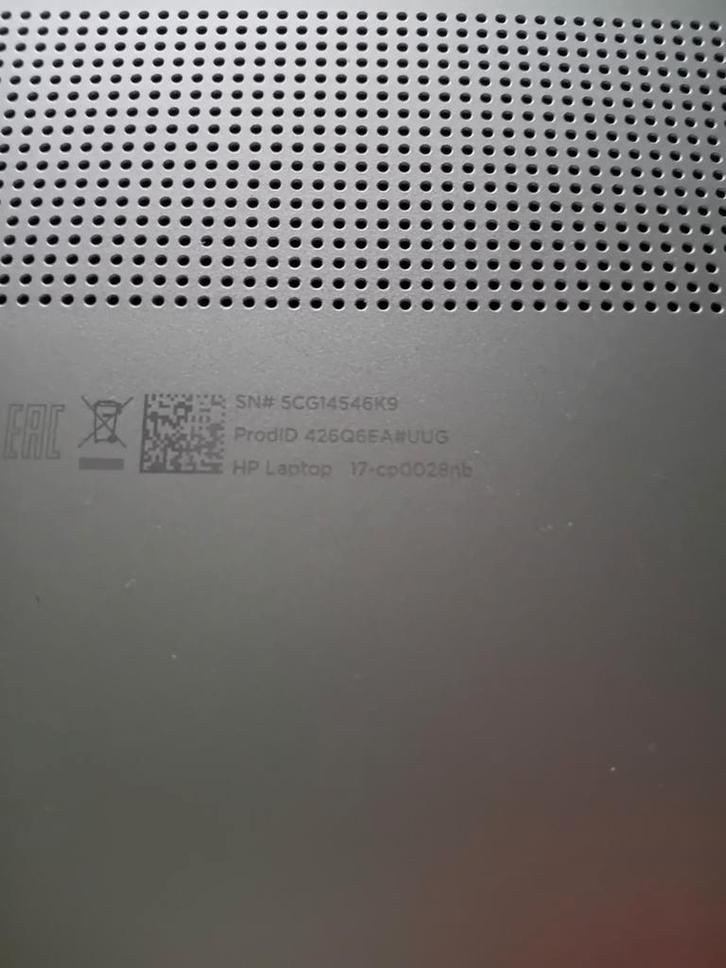 EAC
SN# 5CG14546K9
ProdID 426Q6EA#UUG
HP Laptop 17-cp0028nb